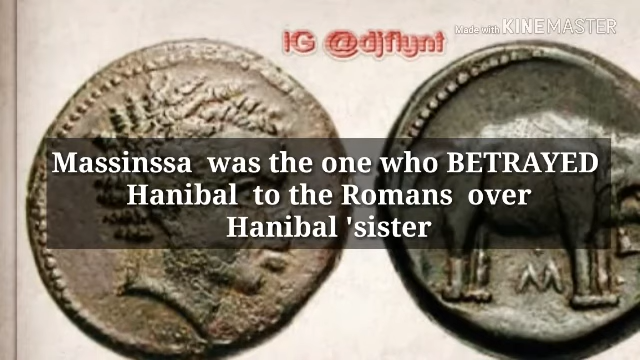 IG @djflynt
Made with KINEMASTER
Massinssa was the one who BETRAYED
Hanibal to the Romans over
Hanibal 'sister